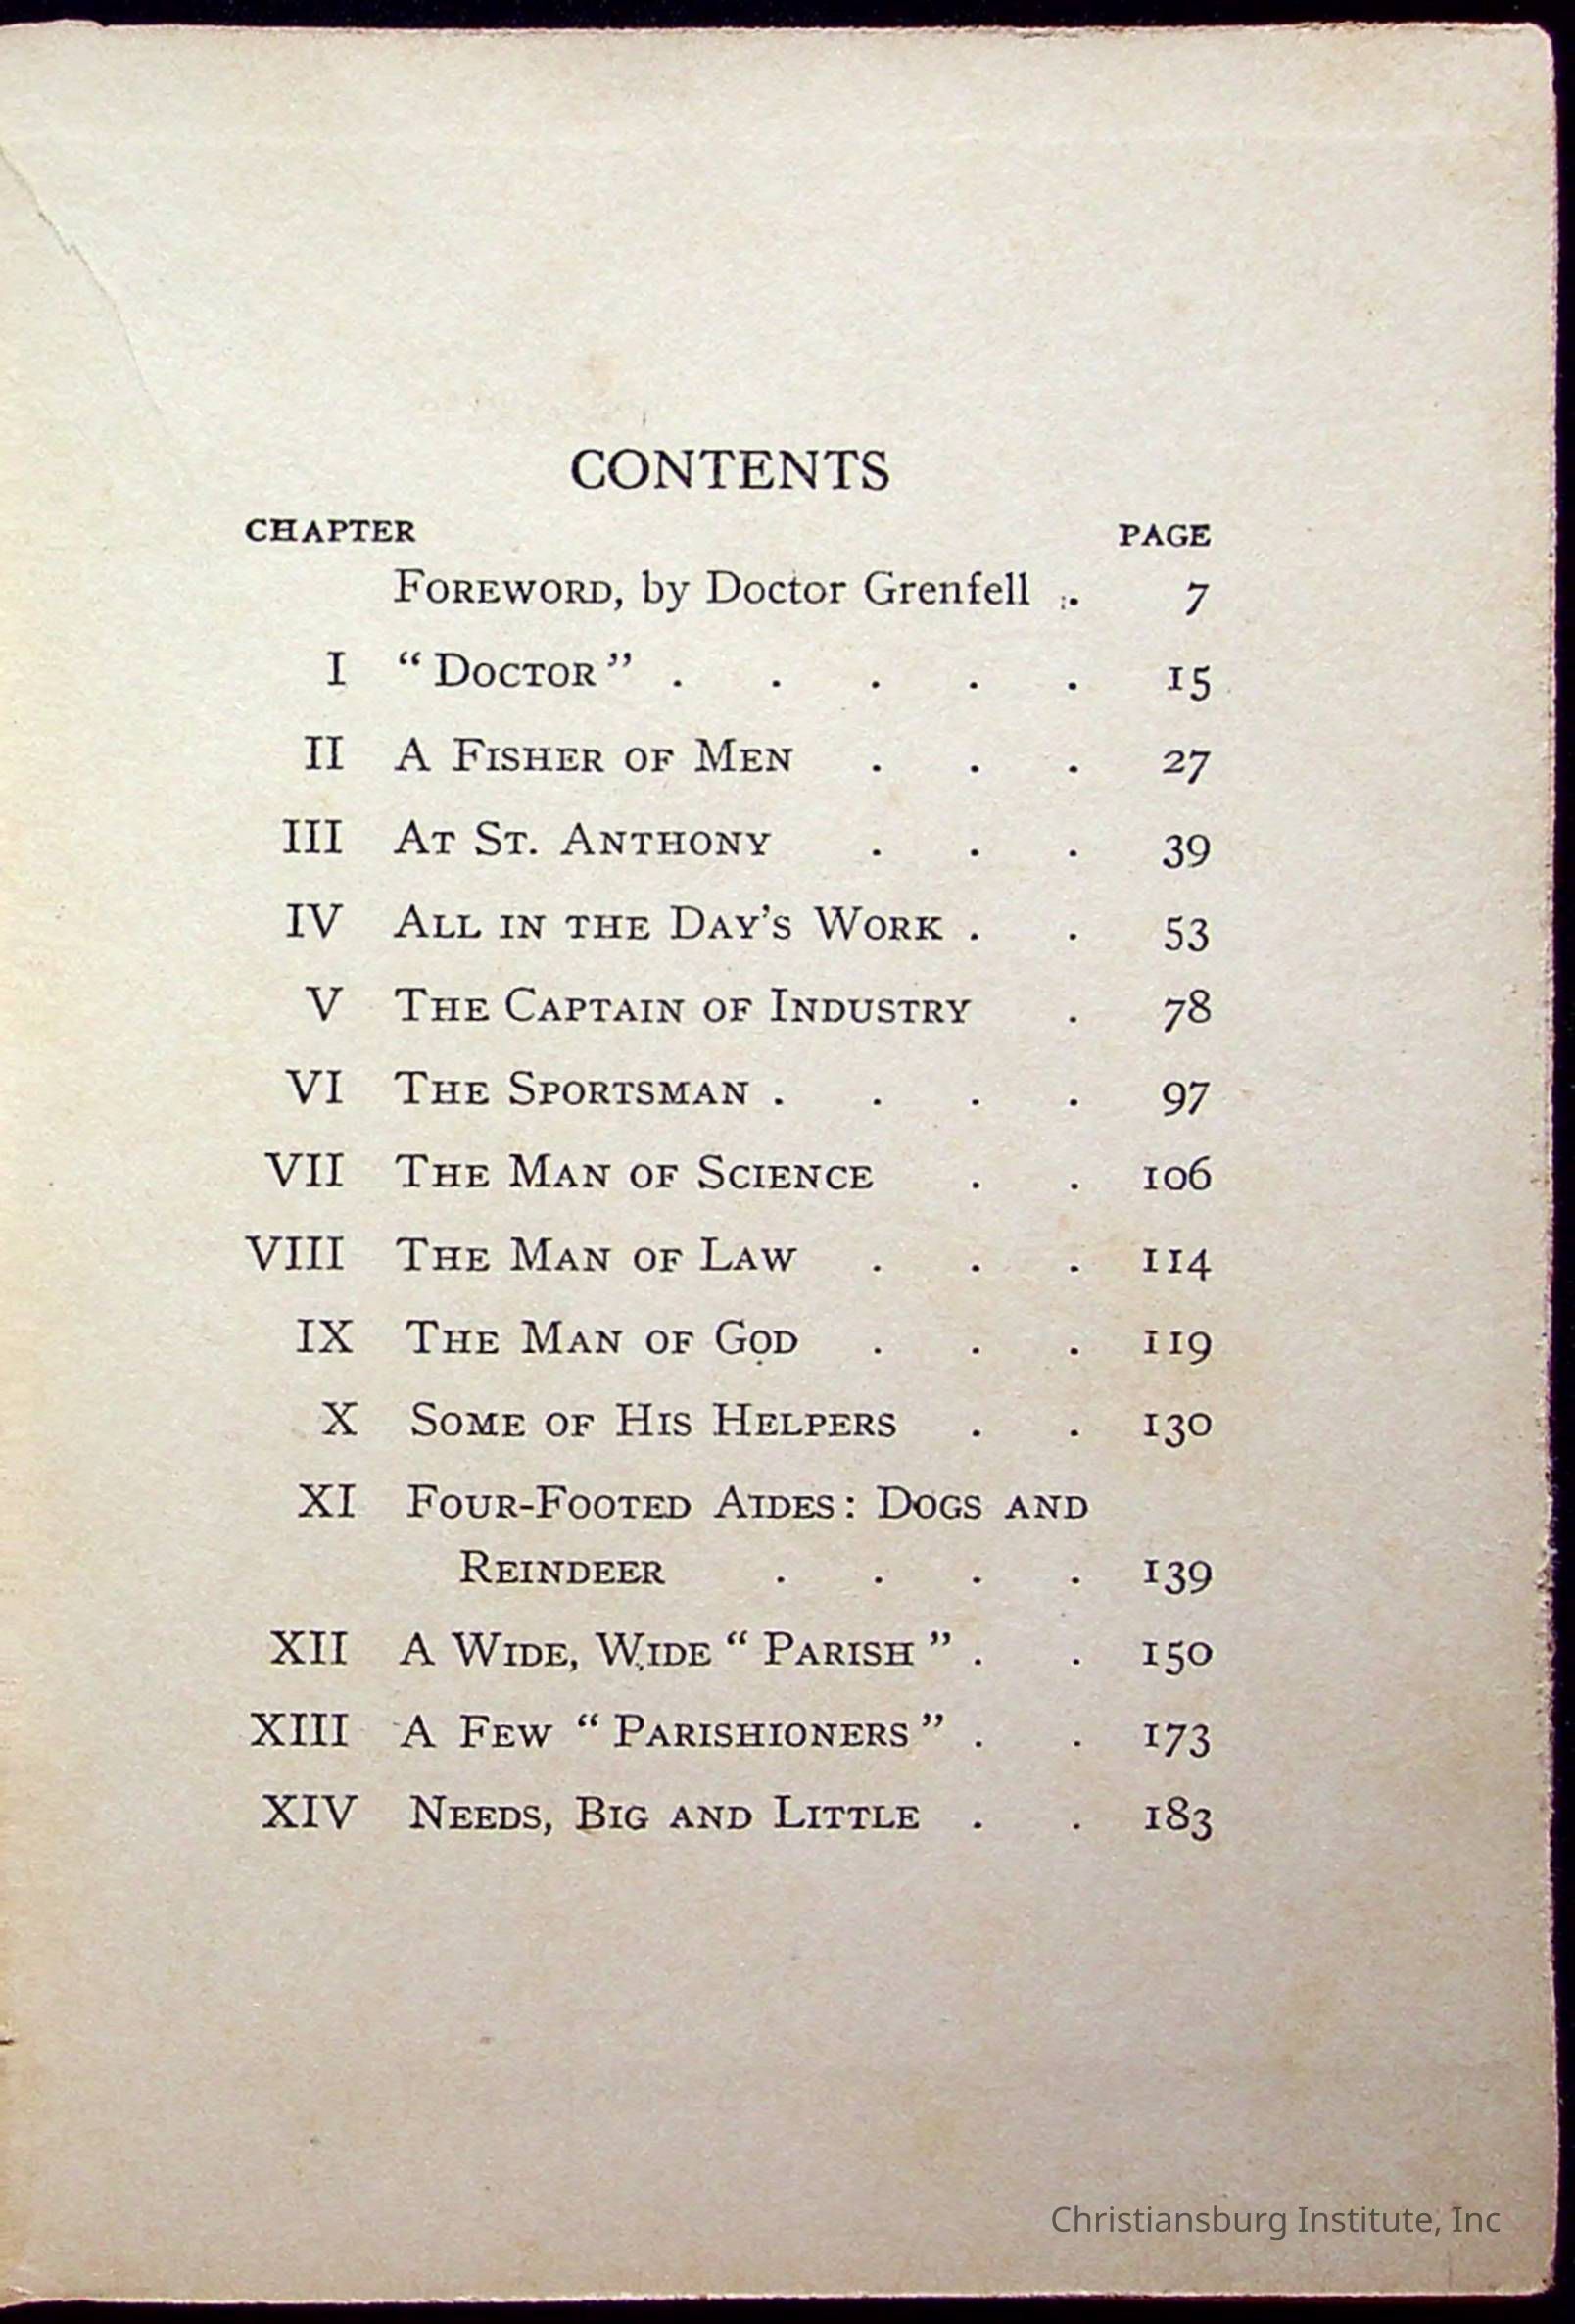 CONTENTS
CHAPTER PAGE
FOREWORD, by Doctor Grenfell . 7
I “DOCTOR” . . . . . 15
II A FISHER OF MEN . . . 27
III AT ST. ANTHONY . . . 39
IV ALL IN THE DAY’S WORK . . 53
V THE CAPTAIN OF INDUSTRY . 78
VI THE SPORTSMAN . . . . 97
VII THE MAN OF SCIENCE . . 106
VIII THE MAN OF LAW . . . 114
IX THE MAN OF GOD . . . 119
X SOME OF HIS HELPERS . . 130
XI FOUR-FOOTED AIDES: DOGS AND
REINDEER . . . . 139
XII A WIDE, WIDE “PARISH” . . 150
XIII A FEW “PARISHIONERS” . . 173
XIV NEEDS, BIG AND LITTLE . . 183
Christiansburg Institute, Inc